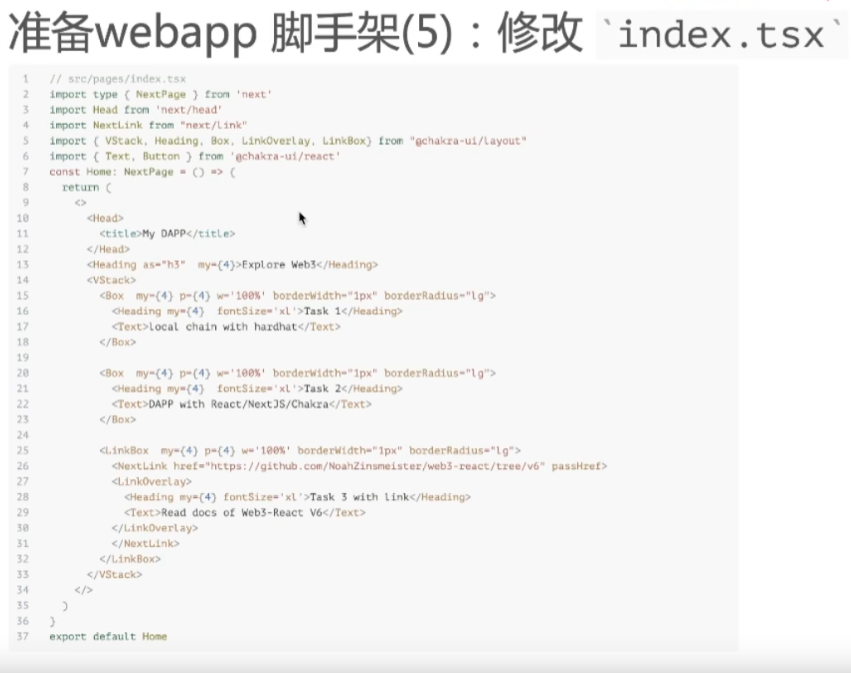 准备webapp 脚手架(5)：修改 `index.tsx`
1 // src/pages/index.tsx
2 import type { NextPage } from 'next'
3 import Head from 'next/head'
4 import NextLink from "next/link"
5 import { VStack, Heading, Box, LinkOverlay, LinkBox} from "@chakra-ui/layout"
6 import { Text, Button } from '@chakra-ui/react'
7 const Home: NextPage = () => {
8   return (
9     <>
10       <Head>
11         <title>My DAPP</title>
12       </Head>
13       <Heading as="h3"  my={4}>Explore Web3</Heading>
14       <VStack>
15         <Box  my={4} p={4} w='100%' borderWidth="1px" borderRadius="lg">
16           <Heading my={4}  fontSize='xl'>Task 1</Heading>
17           <Text>local chain with hardhat</Text>
18         </Box>
19
20         <Box  my={4} p={4} w='100%' borderWidth="1px" borderRadius="lg">
21           <Heading my={4}  fontSize='xl'>Task 2</Heading>
22           <Text>DAPP with React/NextJS/Chakra</Text>
23         </Box>
24
25         <LinkBox  my={4} p={4} w='100%' borderWidth="1px" borderRadius="lg">
26           <NextLink href="https://github.com/NoahZinsmeister/web3-react/tree/v6" passHref>
27           <LinkOverlay>
28             <Heading my={4} fontSize='xl'>Task 3 with link</Heading>
29             <Text>Read docs of Web3-React V6</Text>
30           </LinkOverlay>
31           </NextLink>
32         </LinkBox>
33       </VStack>
34     </>
35   )
36 }
37 export default Home